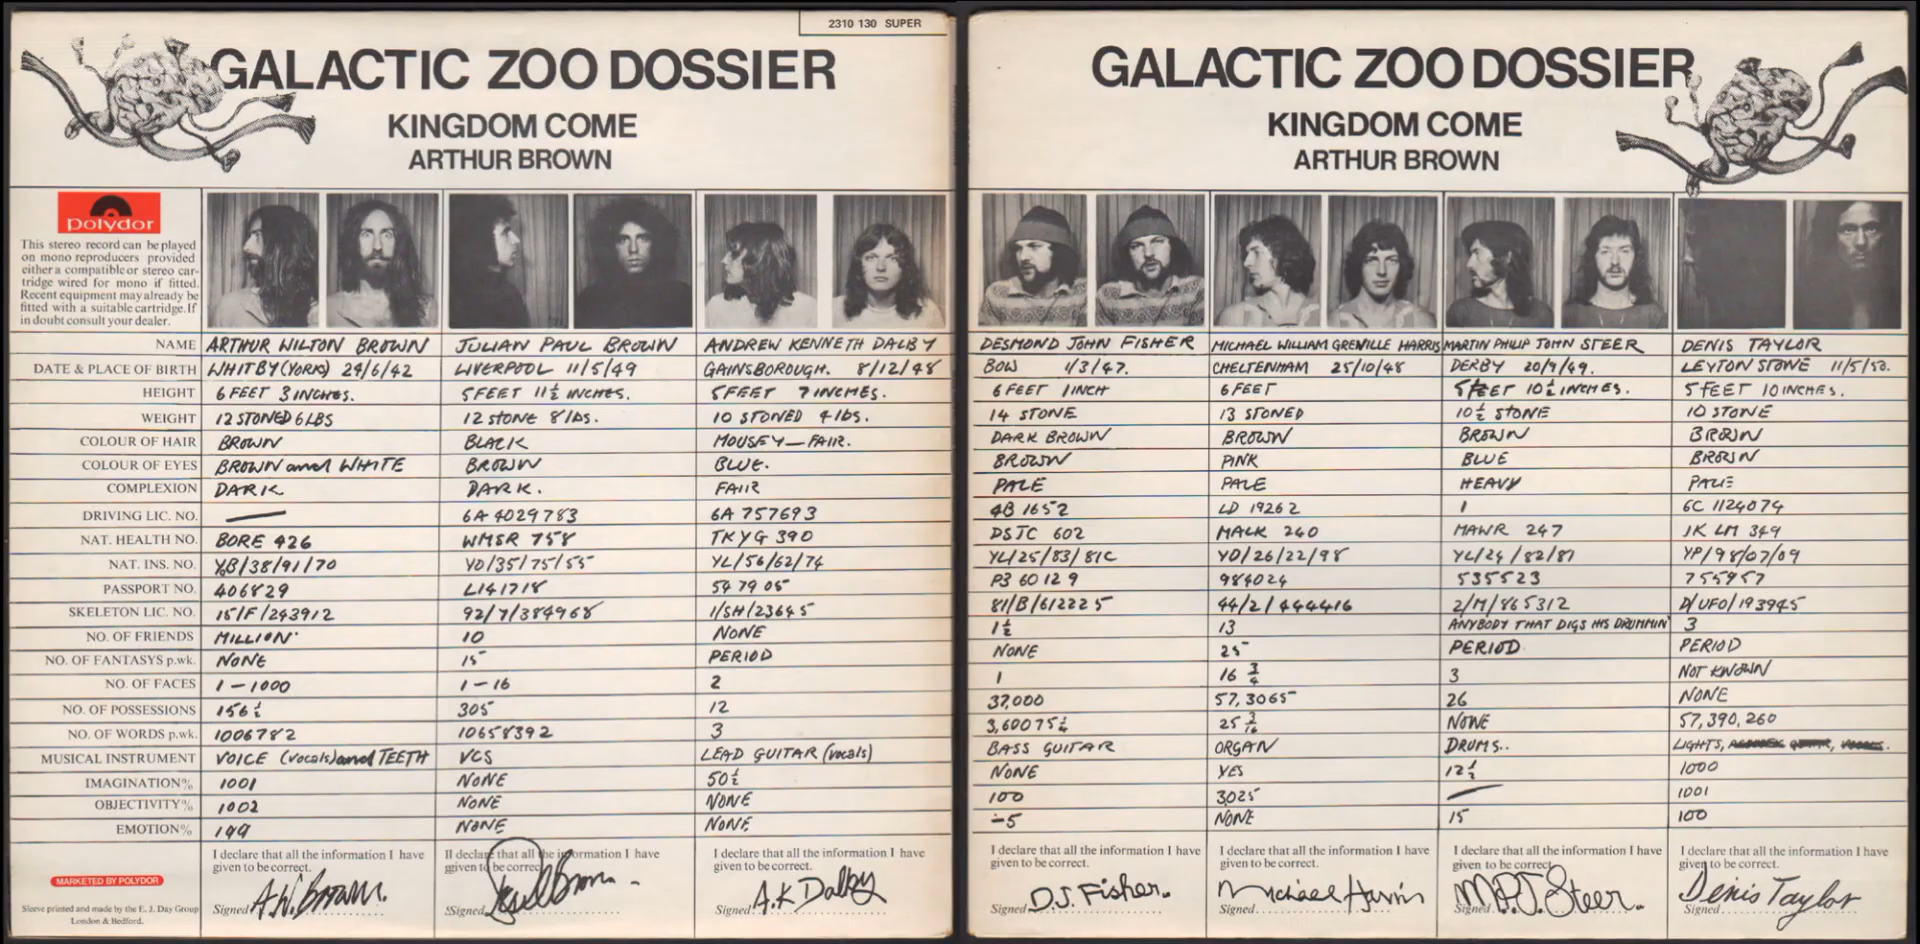 2310 130 SUPER
GALACTIC ZOO DOSSIER
KINGDOM COME
ARTHUR BROWN
polydor
This stereo record can be played
on mono reproducers provided
either a compatible or stereo car-
tridge wired for mono if fitted.
Recent equipment may already be
fitted with a suitable cartridge. If
in doubt consult your dealer.
NAME ARTHUR WILTON BROWN JULIAN PAUL BROWN ANDREW KENNETH DALBY
DATE & PLACE OF BIRTH WHITBY (YORK) 24/6/42 LIVERPOOL 11/5/49 GAINSBOROUGH. 8/12/48
HEIGHT 6 FEET 3 INCHES. 5 FEET 11½ INCHES. 5 FEET 7 INCHES.
WEIGHT 12 STONED 6 LBS 12 STONE 8 lbs. 10 STONED 4 lbs.
COLOUR OF HAIR BROWN BLACK MOUSEY—FAIR.
COLOUR OF EYES BROWN and WHITE BROWN BLUE.
COMPLEXION DARK DARK. FAIR
DRIVING LIC. NO. — 6A 4029783 6A 757693
NAT. HEALTH NO. BORE 426 WMSR 758 TKYG 390
NAT. INS. NO. YB/38/91/70 YO/35/75/55 YL/56/62/74
PASSPORT NO. 406829 L141718 59 79 05
SKELETON LIC. NO. 15/F/243912 92/7/384968 1/SH/23645
NO. OF FRIENDS MILLION 10 NONE
NO. OF FANTASYS p.wk. NONE 15 PERIOD
NO. OF FACES 1 - 1000 1 - 16 2
NO. OF POSSESSIONS 156½ 305 12
NO. OF WORDS p.wk. 1006782 10658392 3
MUSICAL INSTRUMENT VOICE (vocals) and TEETH VCS LEAD GUITAR (vocals)
IMAGINATION% 1001 NONE 50½
OBJECTIVITY% 1002 NONE NONE
EMOTION% 199 NONE NONE
I declare that all the information I have
given to be correct.
Signed A.W. Brown.
II declare that all the information I have
given to be correct.
Signed Paul Brown.
I declare that all the information I have
given to be correct.
Signed A.K Dalby
MARKETED BY POLYDOR
Sleeve printed and made by the E. J. Day Group
London & Bedford.
GALACTIC ZOO DOSSIER
KINGDOM COME
ARTHUR BROWN
DESMOND JOHN FISHER MICHAEL WILLIAM GRENVILLE HARRIS MARTIN PHILIP JOHN STEER DENIS TAYLOR
BOW 1/3/47. CHELTENHAM 25/10/48 DERBY 20/9/49. LEYTON STONE 11/5/50.
6 FEET 1 INCH 6 FEET 5 FEET 10½ INCHES. 5 FEET 10 INCHES.
14 STONE 13 STONED 10½ STONE 10 STONE
DARK BROWN BROWN BROWN BROWN
BROWN PINK BLUE BROWN
PALE PALE HEAVY PALE
4B 1652 LD 19262 1 6C 1124074
DSJC 602 MALK 260 MAWR 247 JK LM 349
YL/25/83/81C YO/26/22/98 YL/24/82/81 YP/98/07/09
P3 60 12 9 984024 535523 755957
81/B/612225 44/2/444416 2/M/865312 D/UFO/193945
1½ 13 ANYBODY THAT DIGS HIS DRUMMIN' 3
NONE 25 PERIOD PERIOD
1 16 ¾ 3 NOT KNOWN
37,000 57,3065 26 NONE
3,60075½ 25 3/16 NONE 57,390,260
BASS GUITAR ORGAN DRUMS.. LIGHTS,
NONE YES 12½ 1000
100 3,025 — 1001
-5 NONE 15 100
I declare that all the information I have
given to be correct.
Signed D.J. Fisher.
I declare that all the information I have
given to be correct.
Signed Michael Harris
I declare that all the information I have
given to be correct
Signed M.P.J. Steer.
I declare that all the information I have
given to be correct.
Signed Denis Taylor